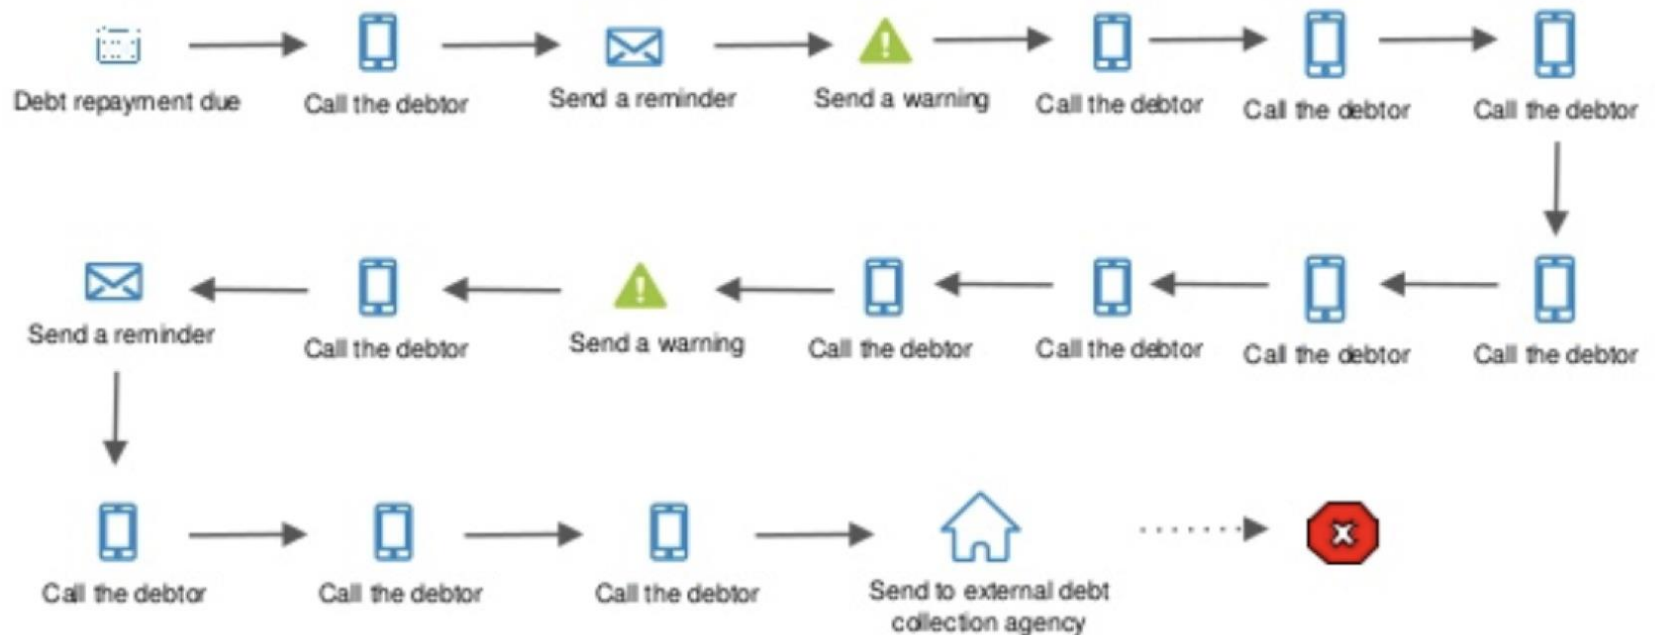 Debt repayment due
Call the debtor
Send a reminder
Send a warning
Call the debtor
Call the debtor
Call the debtor
Call the debtor
Call the debtor
Call the debtor
Call the debtor
Send a warning
Call the debtor
Send a reminder
Call the debtor
Call the debtor
Call the debtor
Send to external debt
collection agency